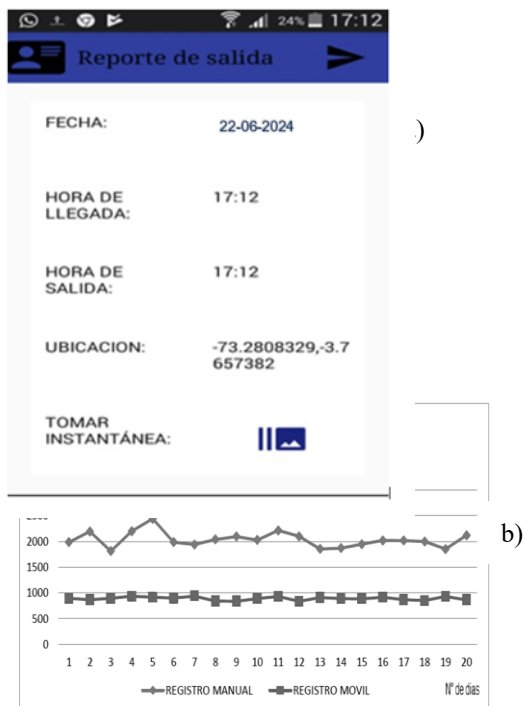 24% 17:12
Reporte de salida
FECHA: 22-06-2024
HORA DE
LLEGADA: 17:12
HORA DE
SALIDA: 17:12
UBICACION: -73.2808329,-3.7
657382
TOMAR
INSTANTÁNEA:
)
b)
2500
2000
1500
1000
500
0
1 2 3 4 5 6 7 8 9 10 11 12 13 14 15 16 17 18 19 20
REGISTRO MANUAL REGISTRO MOVIL N° de días